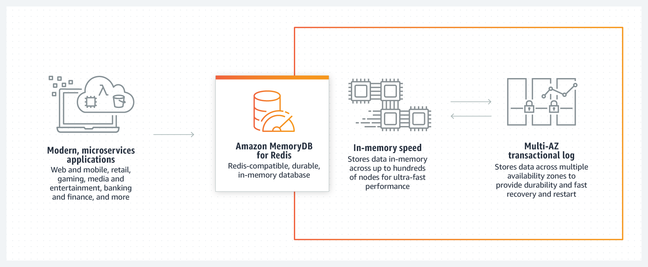 Modern, microservices
applications
Web and mobile, retail,
gaming, media and
entertainment, banking
and finance, and more
Amazon MemoryDB
for Redis
Redis-compatible, durable,
in-memory database
In-memory speed
Stores data in-memory
across up to hundreds
of nodes for ultra-fast
performance
Multi-AZ
transactional log
Stores data across multiple
availability zones to
provide durability and fast
recovery and restart